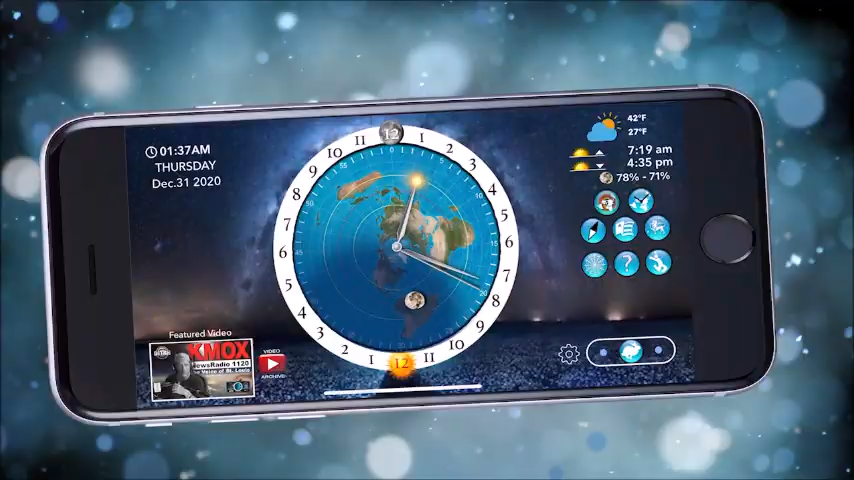 01:37AM
THURSDAY
Dec.31 2020
12
1
2
3
4
5
6
7
8
9
10
11
12
1
2
3
4
5
6
7
8
9
10
11
42°F
27°F
7:19 am
4:35 pm
78% - 71%
?
Featured Video
KMOX
NewsRadio 1120
The Voice of St. Louis
VIDEO
ARCHIVE